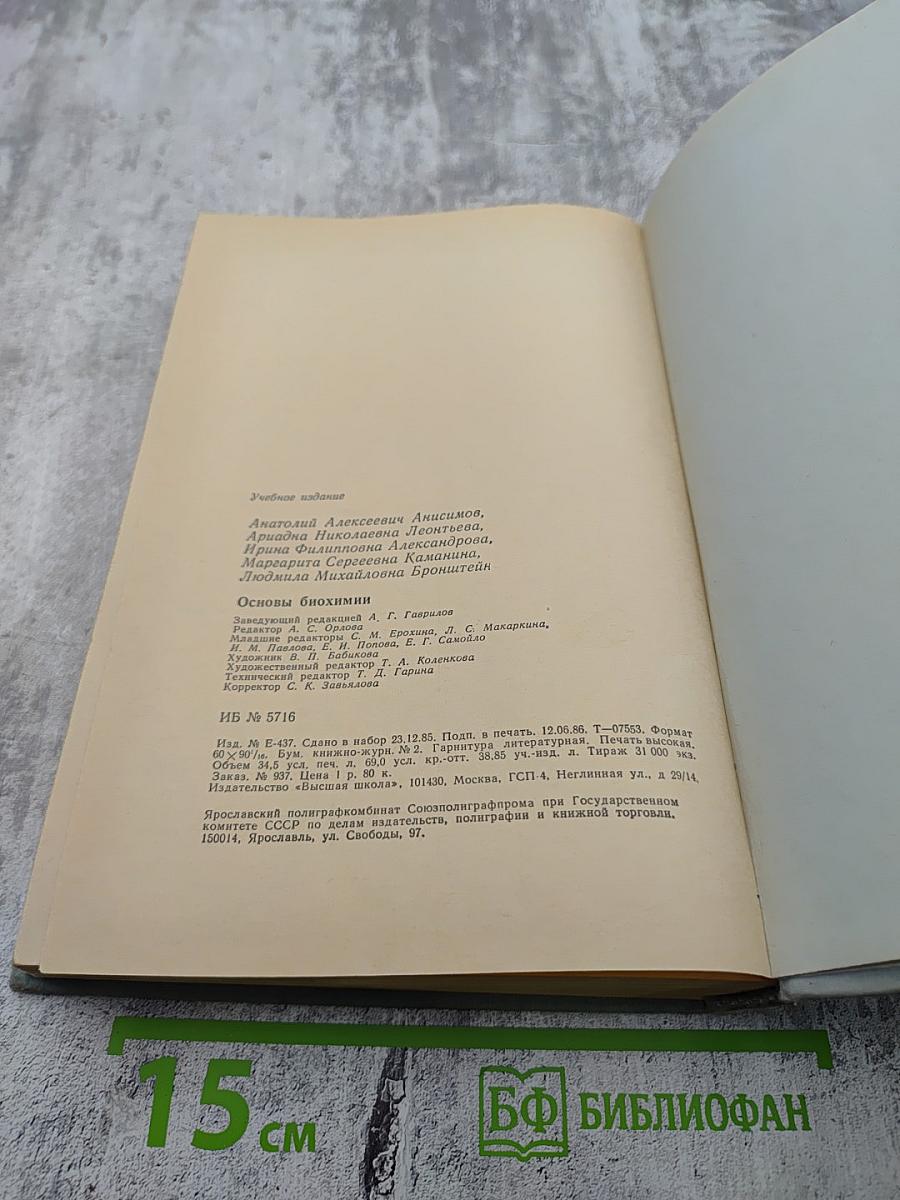 Учебное издание
Анатолий Алексеевич Анисимов,
Ариадна Николаевна Леонтьева,
Ирина Филипповна Александрова,
Маргарита Сергеевна Каманина,
Людмила Михайловна Бронштейн
Основы биохимии
Заведующий редакцией А. Г. Гаврилов
Редактор А. С. Орлова
Младшие редакторы С. М. Ерохина, Л. С. Макаркина,
И. М. Павлова, Е. И. Попова, Е. Г. Самойло
Художник В. П. Бабикова
Художественный редактор Т. А. Коленкова
Технический редактор Т. Д. Гарина
Корректор С. К. Завьялова
ИБ № 5716
Изд. № Е-437. Сдано в набор 23.12.85. Подп. в печать. 12.06.86. Т—07553. Формат
60×90¹/₁₆. Бум. книжно-журн. № 2. Гарнитура литературная. Печать высокая.
Объем 34,5 усл. печ. л. 69,0 усл. кр.-отт. 38,85 уч.-изд. л. Тираж 31 000 экз.
Заказ. № 937. Цена 1 р. 80 к.
Издательство «Высшая школа», 101430, Москва, ГСП-4, Неглинная ул., д 29/14.
Ярославский полиграфкомбинат Союзполиграфпрома при Государственном
комитете СССР по делам издательств, полиграфии и книжной торговли.
150014, Ярославль, ул. Свободы, 97.
15 см
БФ БИБЛИОФАН